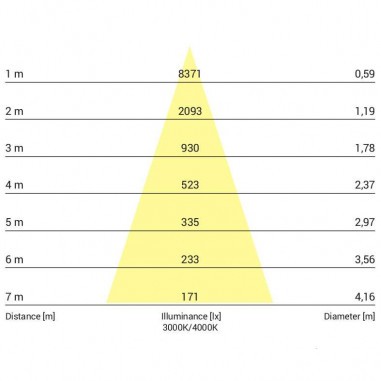 1 m 8371 0,59
2 m 2093 1,19
3 m 930 1,78
4 m 523 2,37
5 m 335 2,97
6 m 233 3,56
7 m 171 4,16
Distance [m] Illuminance [lx] Diameter [m]
3000K/4000K